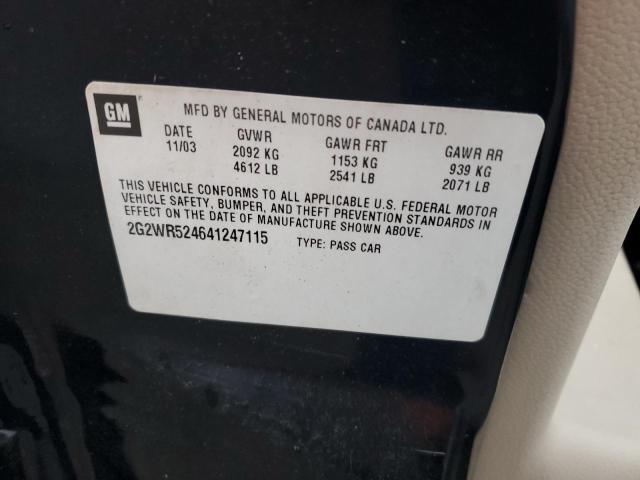 GM
MFD BY GENERAL MOTORS OF CANADA LTD.
DATE GVWR GAWR FRT GAWR RR
11/03 2092 KG 1153 KG 939 KG
4612 LB 2541 LB 2071 LB
THIS VEHICLE CONFORMS TO ALL APPLICABLE U.S. FEDERAL MOTOR
VEHICLE SAFETY, BUMPER, AND THEFT PREVENTION STANDARDS IN
EFFECT ON THE DATE OF MANUFACTURE SHOWN ABOVE.
2G2WR524641247115 TYPE: PASS CAR